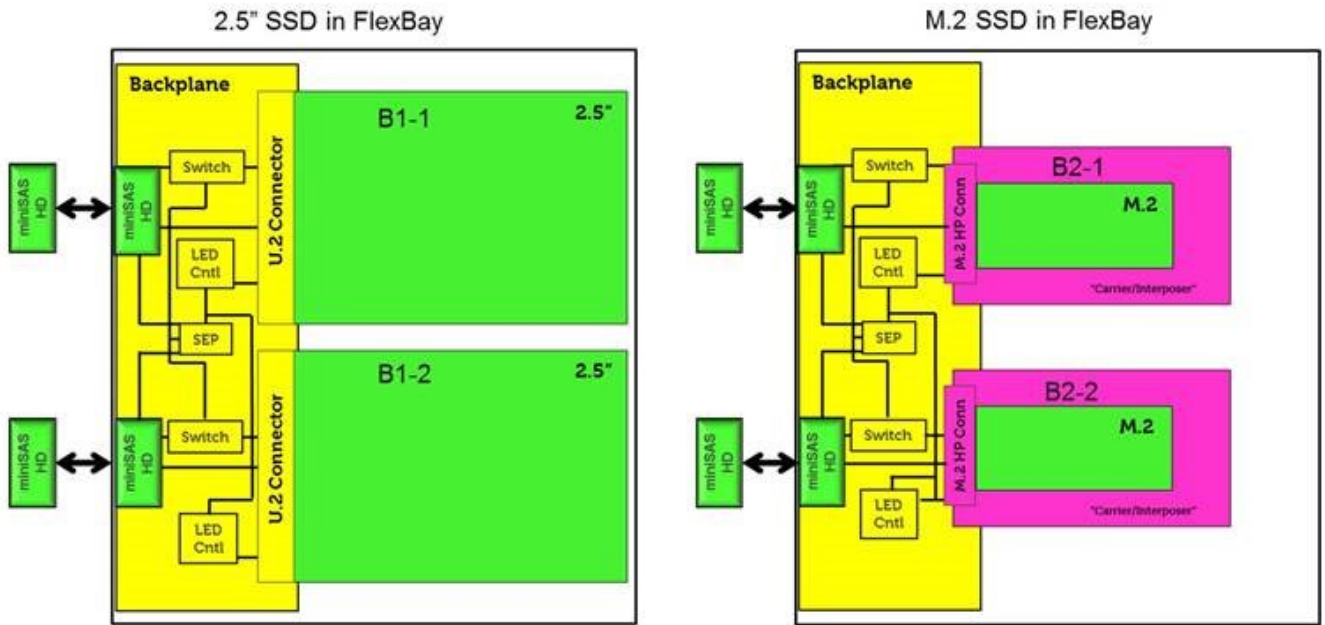 2.5” SSD in FlexBay
Backplane
B1-1
2.5”
U.2 Connector
Switch
miniSAS
HD
miniSAS
HD
LED
Cntl
SEP
B1-2
2.5”
U.2 Connector
Switch
miniSAS
HD
miniSAS
HD
LED
Cntl
M.2 SSD in FlexBay
Backplane
B2-1
M.2
"Carrier/Interposer"
M.2 HP Conn
Switch
miniSAS
HD
miniSAS
HD
LED
Cntl
SEP
B2-2
M.2
"Carrier/Interposer"
M.2 HP Conn
Switch
miniSAS
HD
miniSAS
HD
LED
Cntl